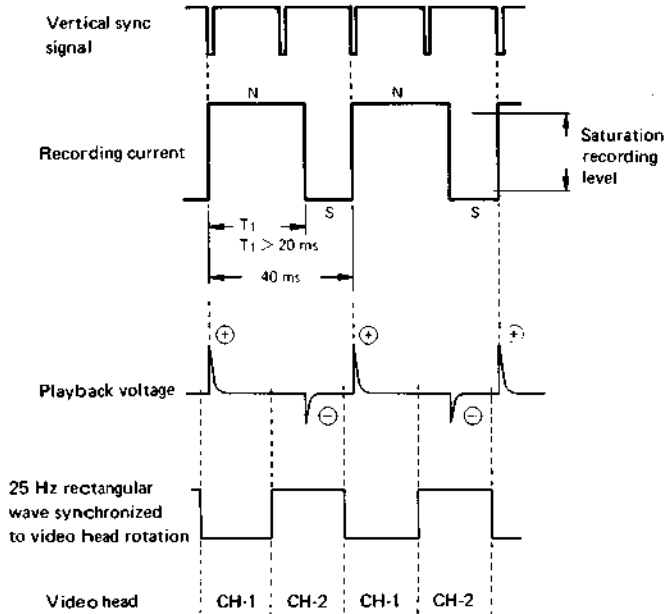 Vertical sync
signal
N
N
Recording current
Saturation
recording
level
S
S
T1
T1 > 20 ms
40 ms
+
+
+
Playback voltage
−
−
25 Hz rectangular
wave synchronized
to video head rotation
Video head
CH-1
CH-2
CH-1
CH-2